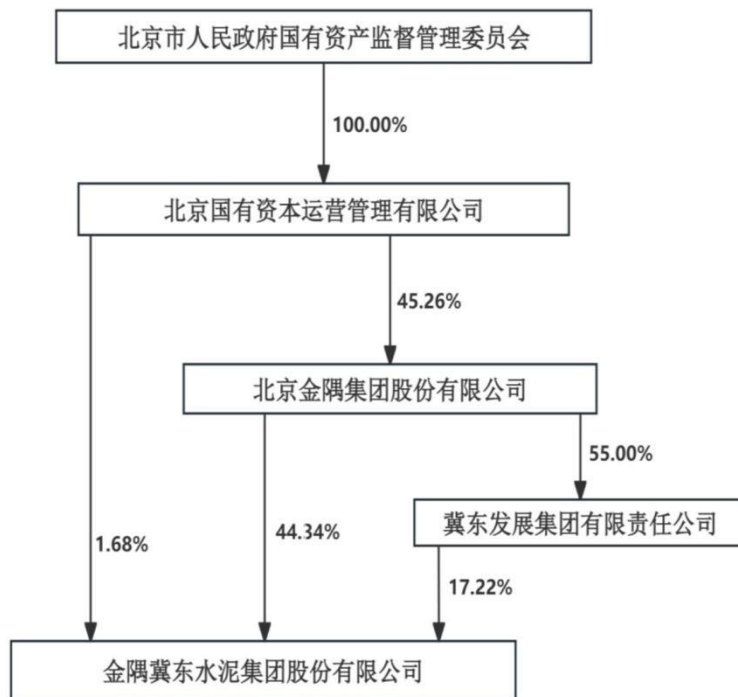 北京市人民政府国有资产监督管理委员会
100.00%
北京国有资本运营管理有限公司
45.26%
北京金隅集团股份有限公司
55.00%
冀东发展集团有限责任公司
1.68%
44.34%
17.22%
金隅冀东水泥集团股份有限公司